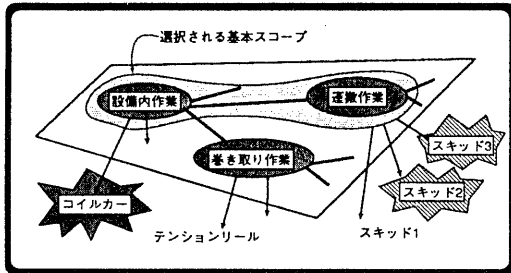 選択される基本スコープ
設備内作業
運搬作業
巻き取り作業
スキッド3
スキッド2
コイルカー
テンションリール
スキッド1